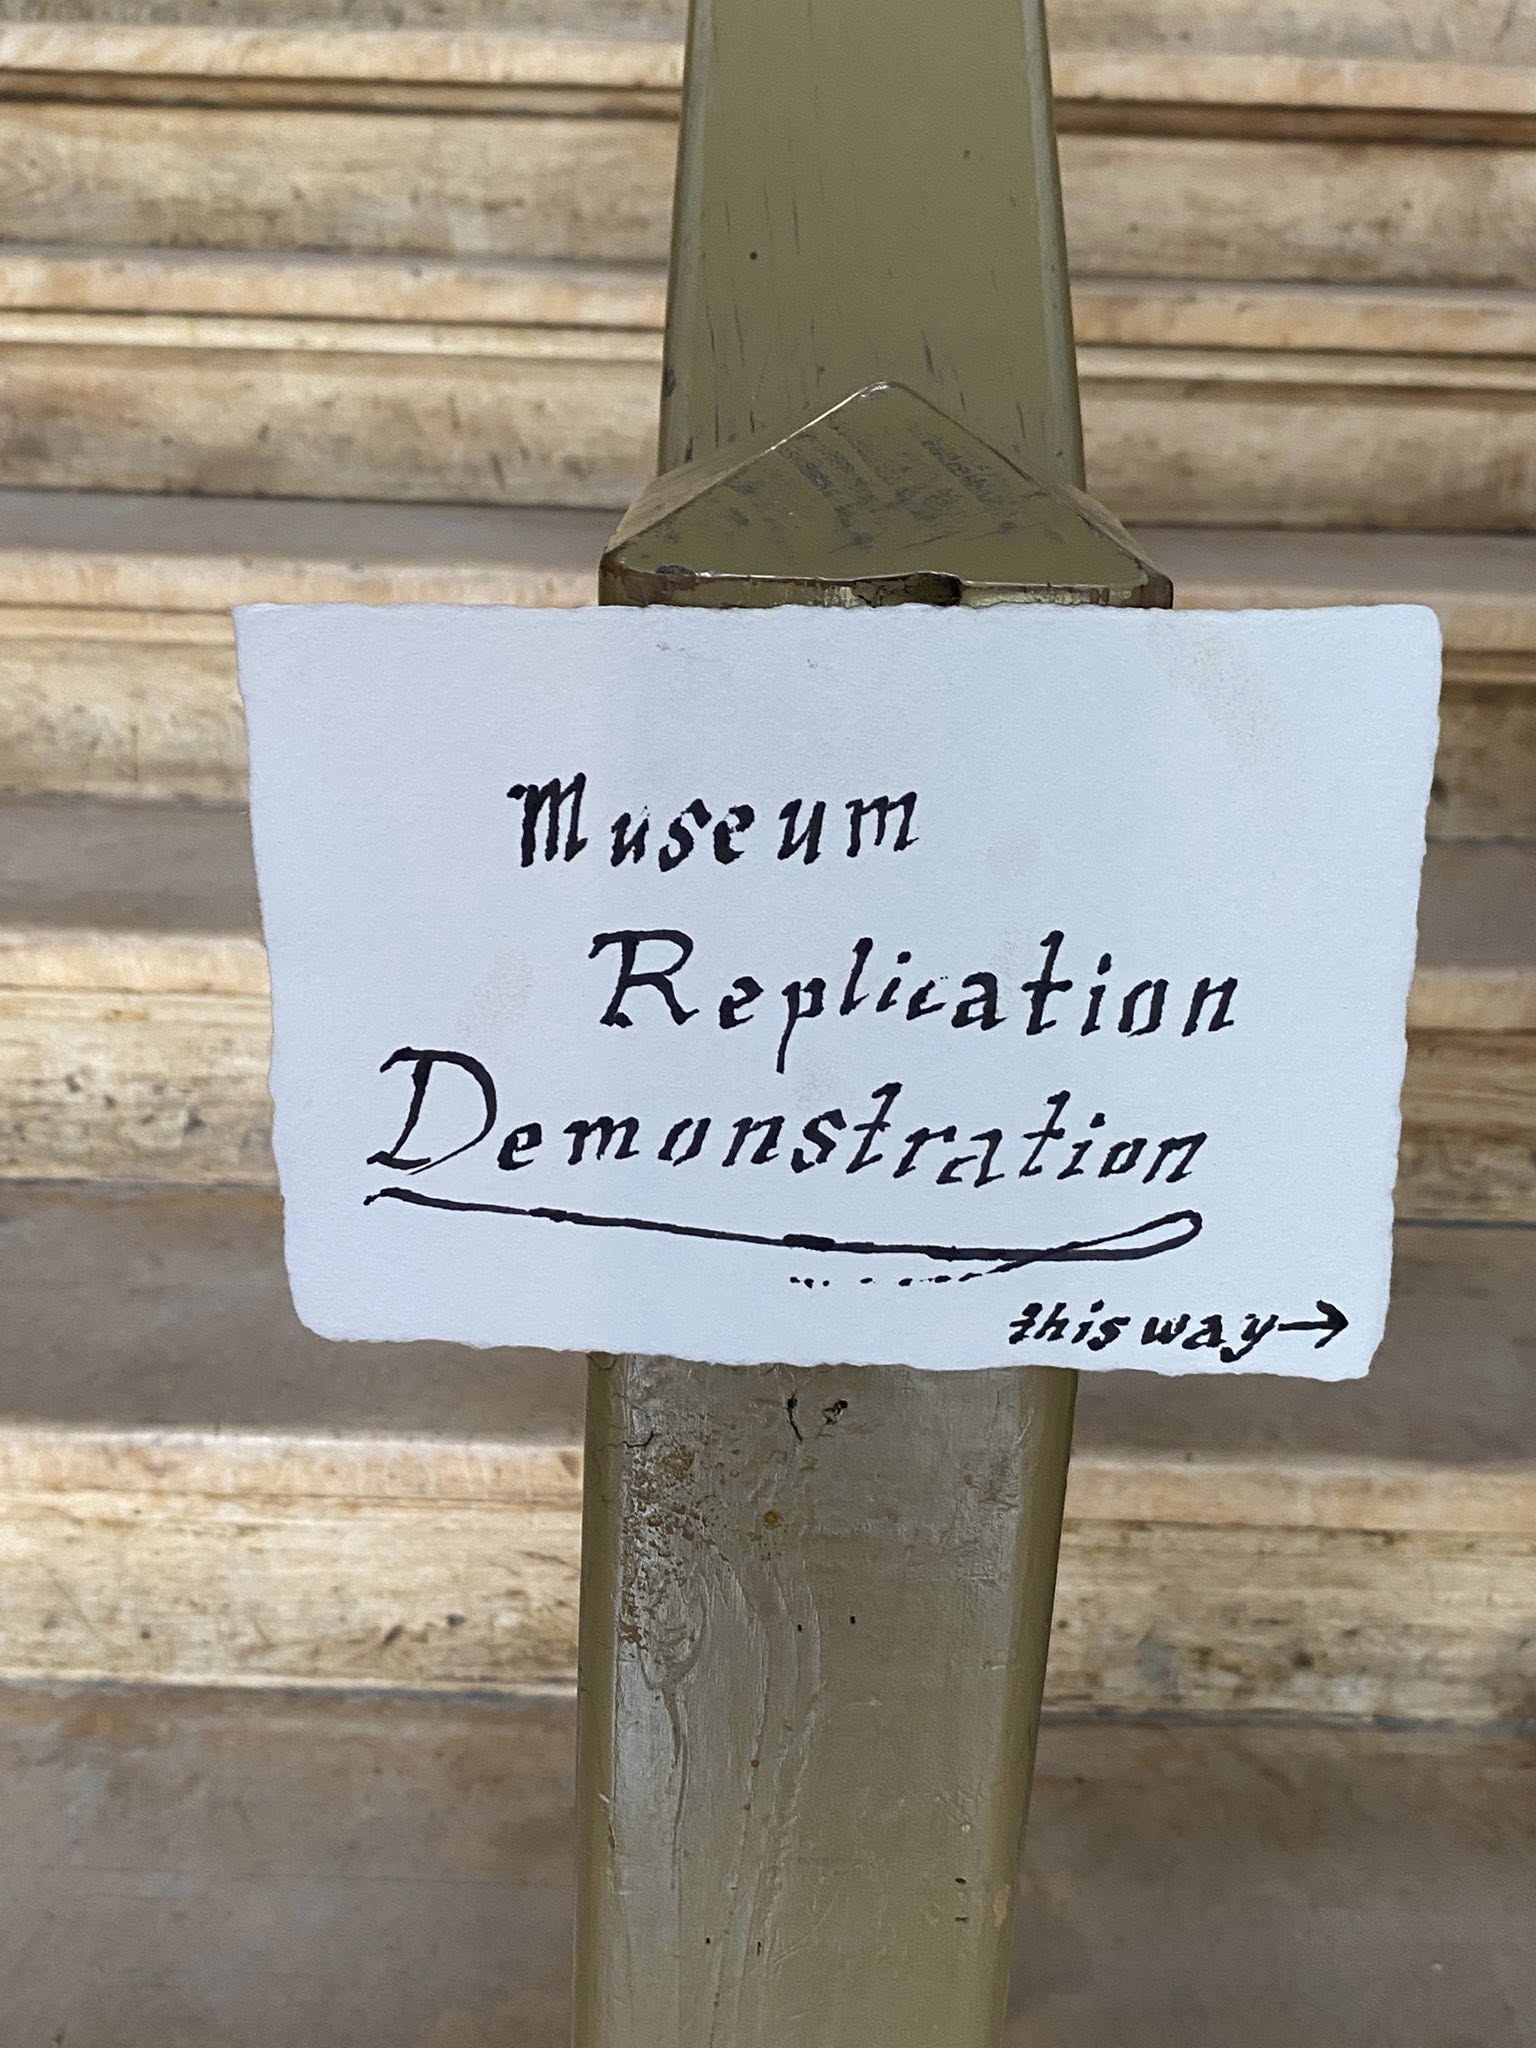 Museum
Replication
Demonstration
this way →